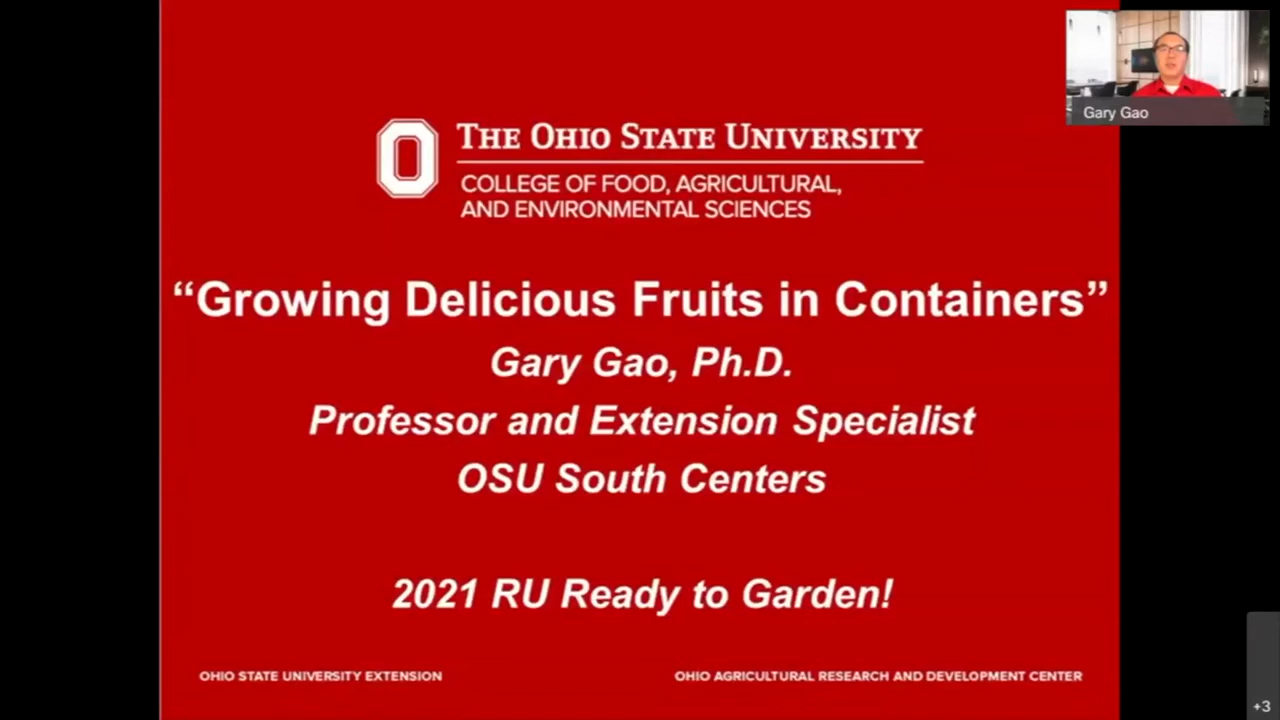 Gary Gao
THE OHIO STATE UNIVERSITY
COLLEGE OF FOOD, AGRICULTURAL,
AND ENVIRONMENTAL SCIENCES
“Growing Delicious Fruits in Containers”
Gary Gao, Ph.D.
Professor and Extension Specialist
OSU South Centers
2021 RU Ready to Garden!
OHIO STATE UNIVERSITY EXTENSION
OHIO AGRICULTURAL RESEARCH AND DEVELOPMENT CENTER
+3